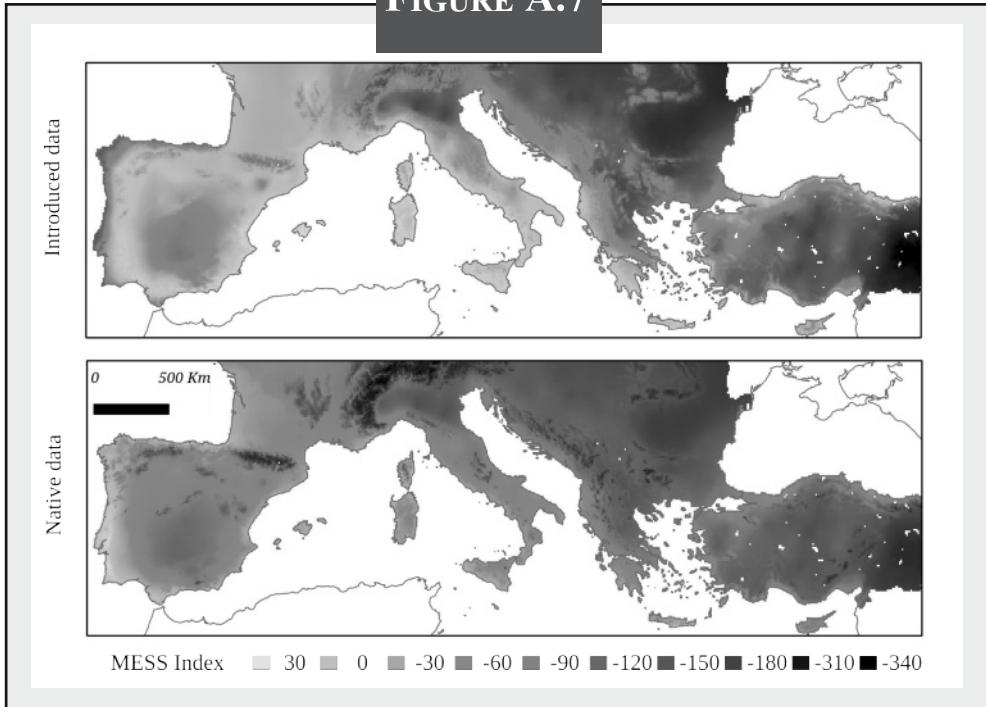 FIGURE A.7
Introduced data
0 500 Km
Native data
MESS Index 30 0 -30 -60 -90 -120 -150 -180 -310 -340